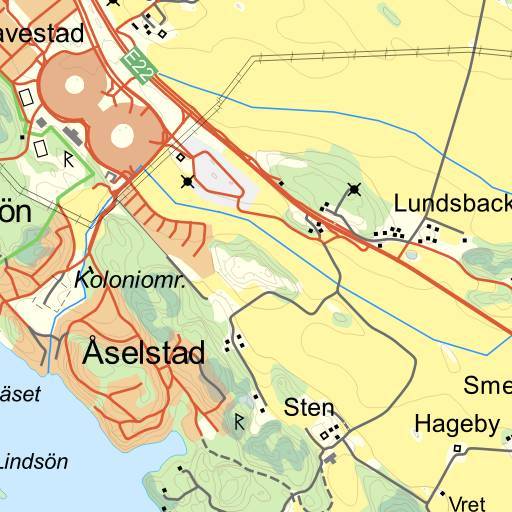 avestad
E22
R
ön
Lundsback
Koloniomr.
Åselstad
äset
Sme
Sten
Hageby
R
Lindsön
Vret